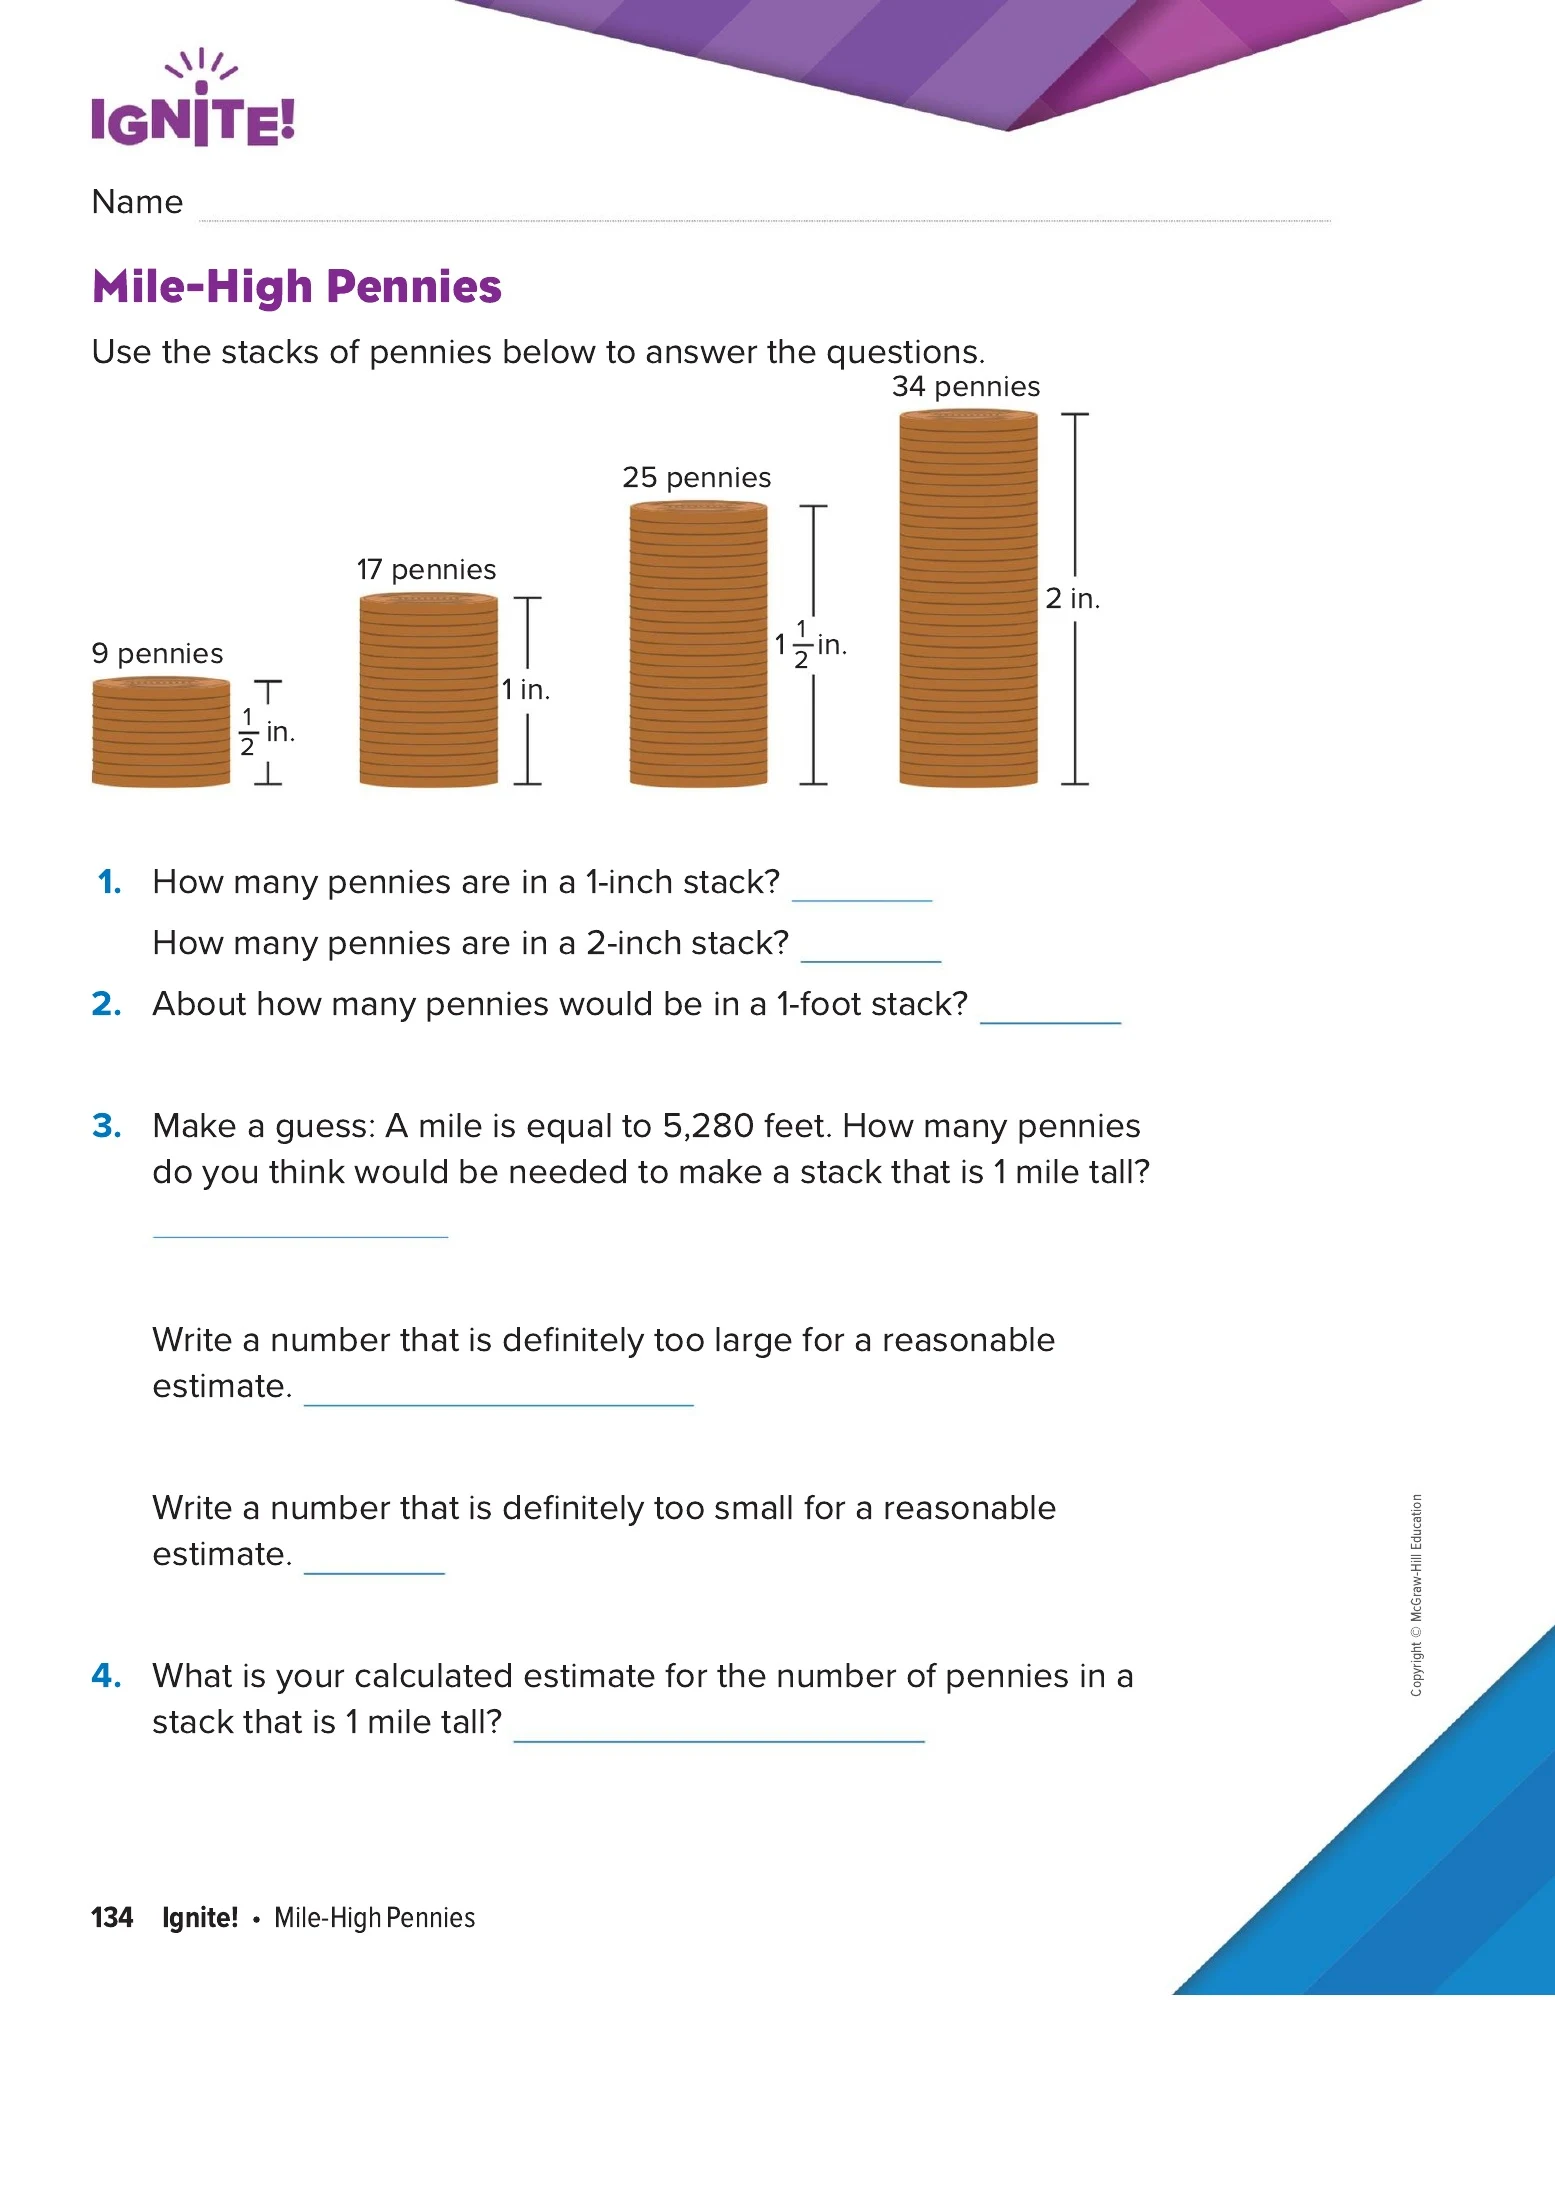 IGNiTE!
Name
Mile-High Pennies
Use the stacks of pennies below to answer the questions.
34 pennies
25 pennies
17 pennies
9 pennies
1/2 in.
1 in.
1 1/2 in.
2 in.
1. How many pennies are in a 1-inch stack?
How many pennies are in a 2-inch stack?
2. About how many pennies would be in a 1-foot stack?
3. Make a guess: A mile is equal to 5,280 feet. How many pennies
do you think would be needed to make a stack that is 1 mile tall?
Write a number that is definitely too large for a reasonable
estimate.
Write a number that is definitely too small for a reasonable
estimate.
4. What is your calculated estimate for the number of pennies in a
stack that is 1 mile tall?
Copyright © McGraw-Hill Education
134 Ignite! • Mile-High Pennies